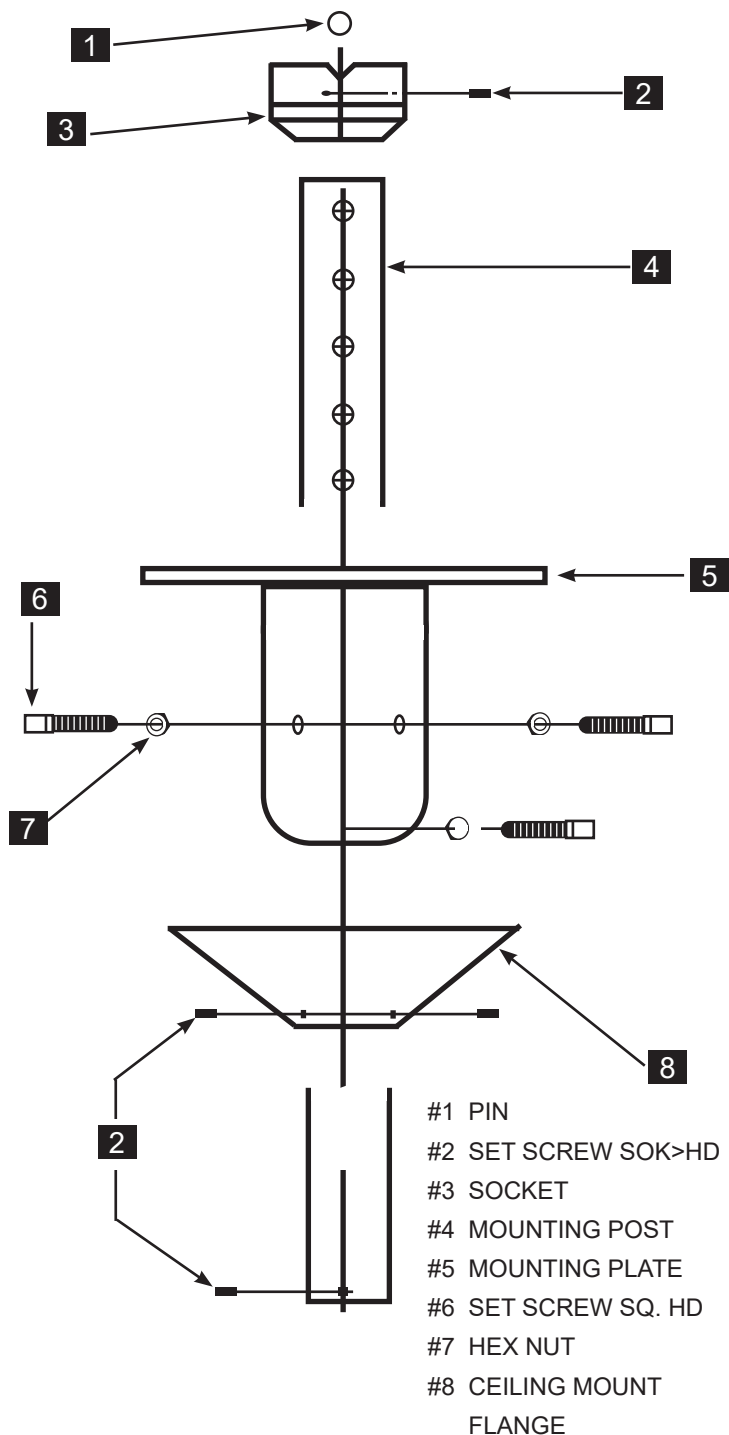 1
2
3
4
5
6
7
8
2
#1 PIN
#2 SET SCREW SOK>HD
#3 SOCKET
#4 MOUNTING POST
#5 MOUNTING PLATE
#6 SET SCREW SQ. HD
#7 HEX NUT
#8 CEILING MOUNT
FLANGE